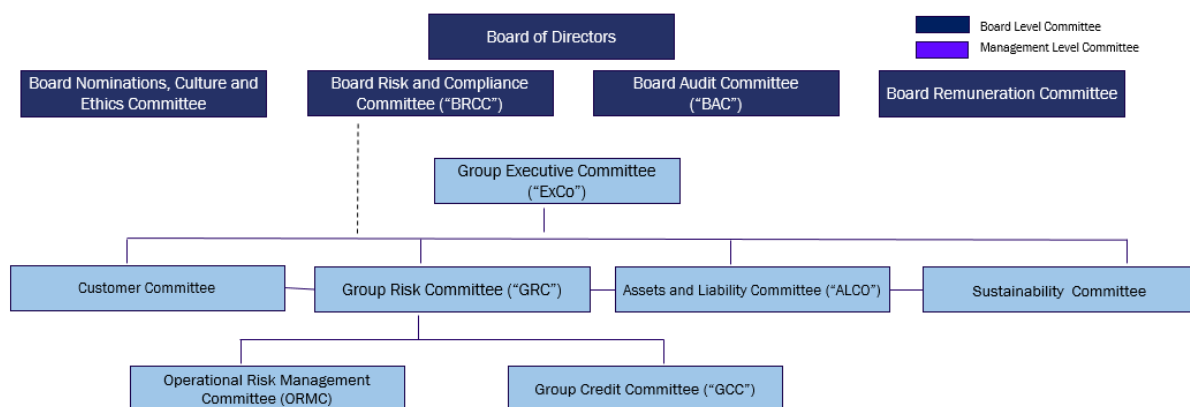 Board of Directors
Board Level Committee
Management Level Committee
Board Nominations, Culture and
Ethics Committee
Board Risk and Compliance
Committee (“BRCC”)
Board Audit Committee
(“BAC”)
Board Remuneration Committee
Group Executive Committee
(“ExCo”)
Customer Committee
Group Risk Committee (“GRC”)
Assets and Liability Committee (“ALCO”)
Sustainability Committee
Operational Risk Management
Committee (ORMC)
Group Credit Committee (“GCC”)